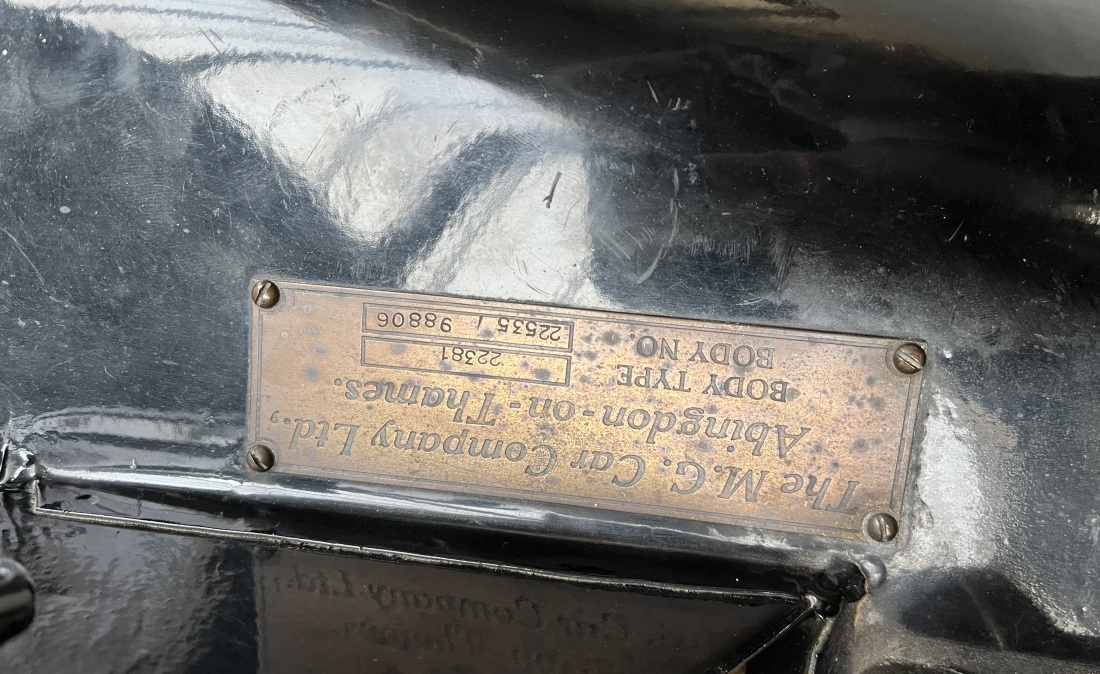 The M.G. Car Company Ltd.,
Abingdon-on-Thames.
BODY TYPE 22381
BODY NO. 22535 / 98806